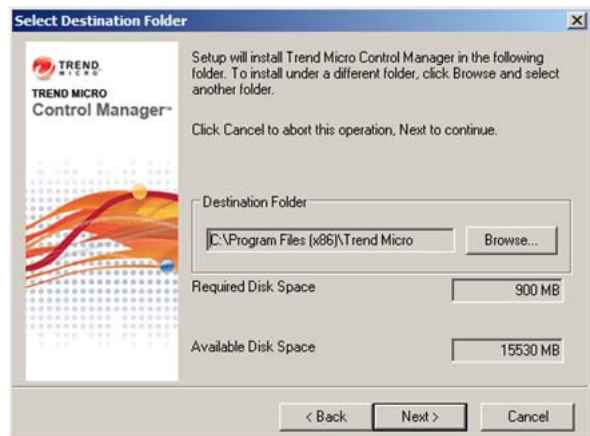 Select Destination Folder
TREND
MICRO
TREND MICRO
Control Manager™
Setup will install Trend Micro Control Manager in the following
folder. To install under a different folder, click Browse and select
another folder.
Click Cancel to abort this operation, Next to continue.
Destination Folder
C:\Program Files (x86)\Trend Micro
Browse...
Required Disk Space
900 MB
Available Disk Space
15530 MB
< Back
Next >
Cancel